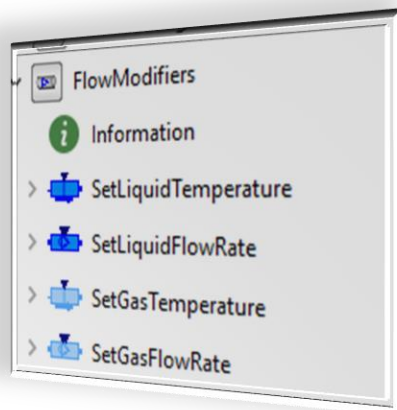 FlowModifiers
Information
SetLiquidTemperature
SetLiquidFlowRate
SetGasTemperature
SetGasFlowRate